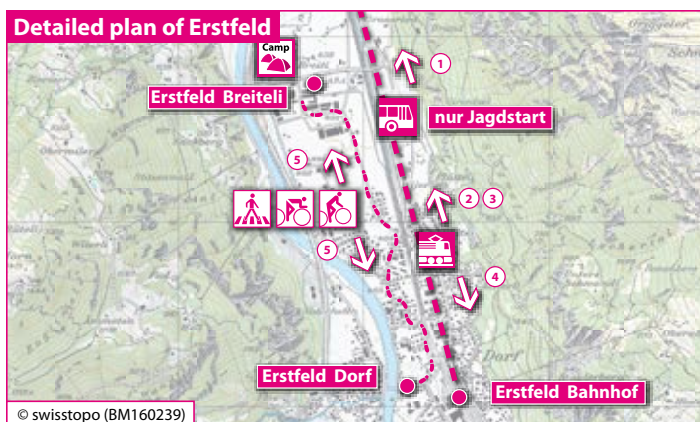 Detailed plan of Erstfeld
Camp
Erstfeld Breiteli
1
nur Jagdstart
5
2 3
5
4
Dorf
Erstfeld Dorf
Erstfeld Bahnhof
© swisstopo (BM160239)